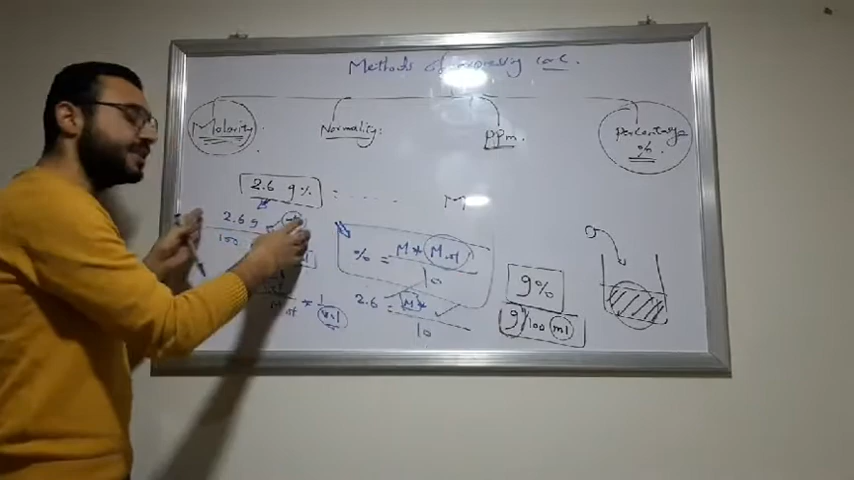 Methods of expressing conc.
Molarity
Normality:
PPm.
percentage
%.
2.6 g% = ...... M
2.6 g
100
% = M * M.wt
10
2.6 = M *
10
g%
g/100 ml